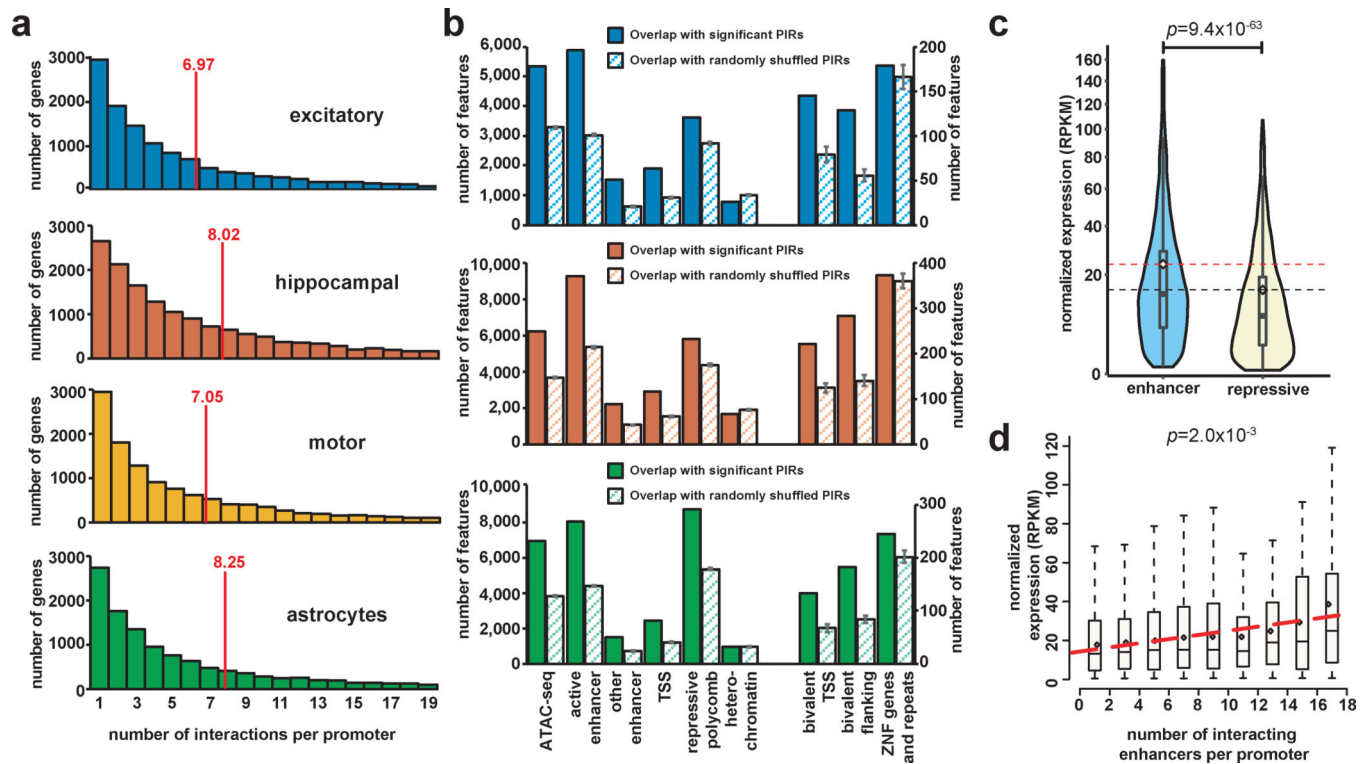 a
number of genes
3000
2000
1000
0
6.97
excitatory
number of genes
3000
2000
1000
0
8.02
hippocampal
number of genes
3000
2000
1000
0
7.05
motor
number of genes
3000
2000
1000
0
8.25
astrocytes
1 3 5 7 9 11 13 15 17 19
number of interactions per promoter
b
Overlap with significant PIRs
Overlap with randomly shuffled PIRs
number of features
6,000
5,000
4,000
3,000
2,000
1,000
0
200
150
100
50
0
number of features
Overlap with significant PIRs
Overlap with randomly shuffled PIRs
number of features
10,000
8,000
6,000
4,000
2,00
0
400
300
200
100
0
number of features
Overlap with significant PIRs
Overlap with randomly shuffled PIRs
number of features
10,000
8,000
6,000
4,000
2,000
0
300
200
100
0
number of features
ATAC-seq
active
enhancer
other
enhancer
TSS
repressive
polycomb
hetero-
chromatin
bivalent
TSS
bivalent
flanking
ZNF genes
and repeats
c
p=9.4x10-63
normalized expression (RPKM)
160
140
120
100
80
60
40
20
0
enhancer repressive
d
p=2.0x10-3
normalized
expression (RPKM)
120
100
80
60
40
20
0
0 2 4 6 8 10 12 14 16 18
number of interacting
enhancers per promoter